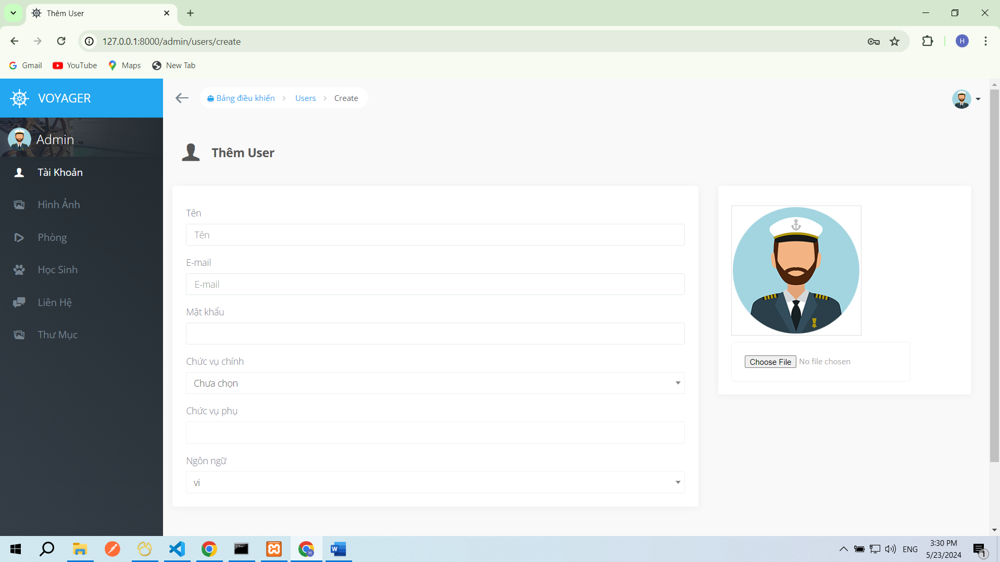 Thêm User
127.0.0.1:8000/admin/users/create
H
Gmail
YouTube
Maps
New Tab
VOYAGER
Bảng điều khiển
Users
Create
Admin
Thêm User
Tài Khoản
Hình Ảnh
Phòng
Học Sinh
Liên Hệ
Thư Mục
Tên
Tên
E-mail
E-mail
Mật khẩu
Chức vụ chính
Chưa chọn
Chức vụ phụ
Ngôn ngữ
vi
Choose File No file chosen
H
W
ENG
3:30 PM
5/23/2024
1